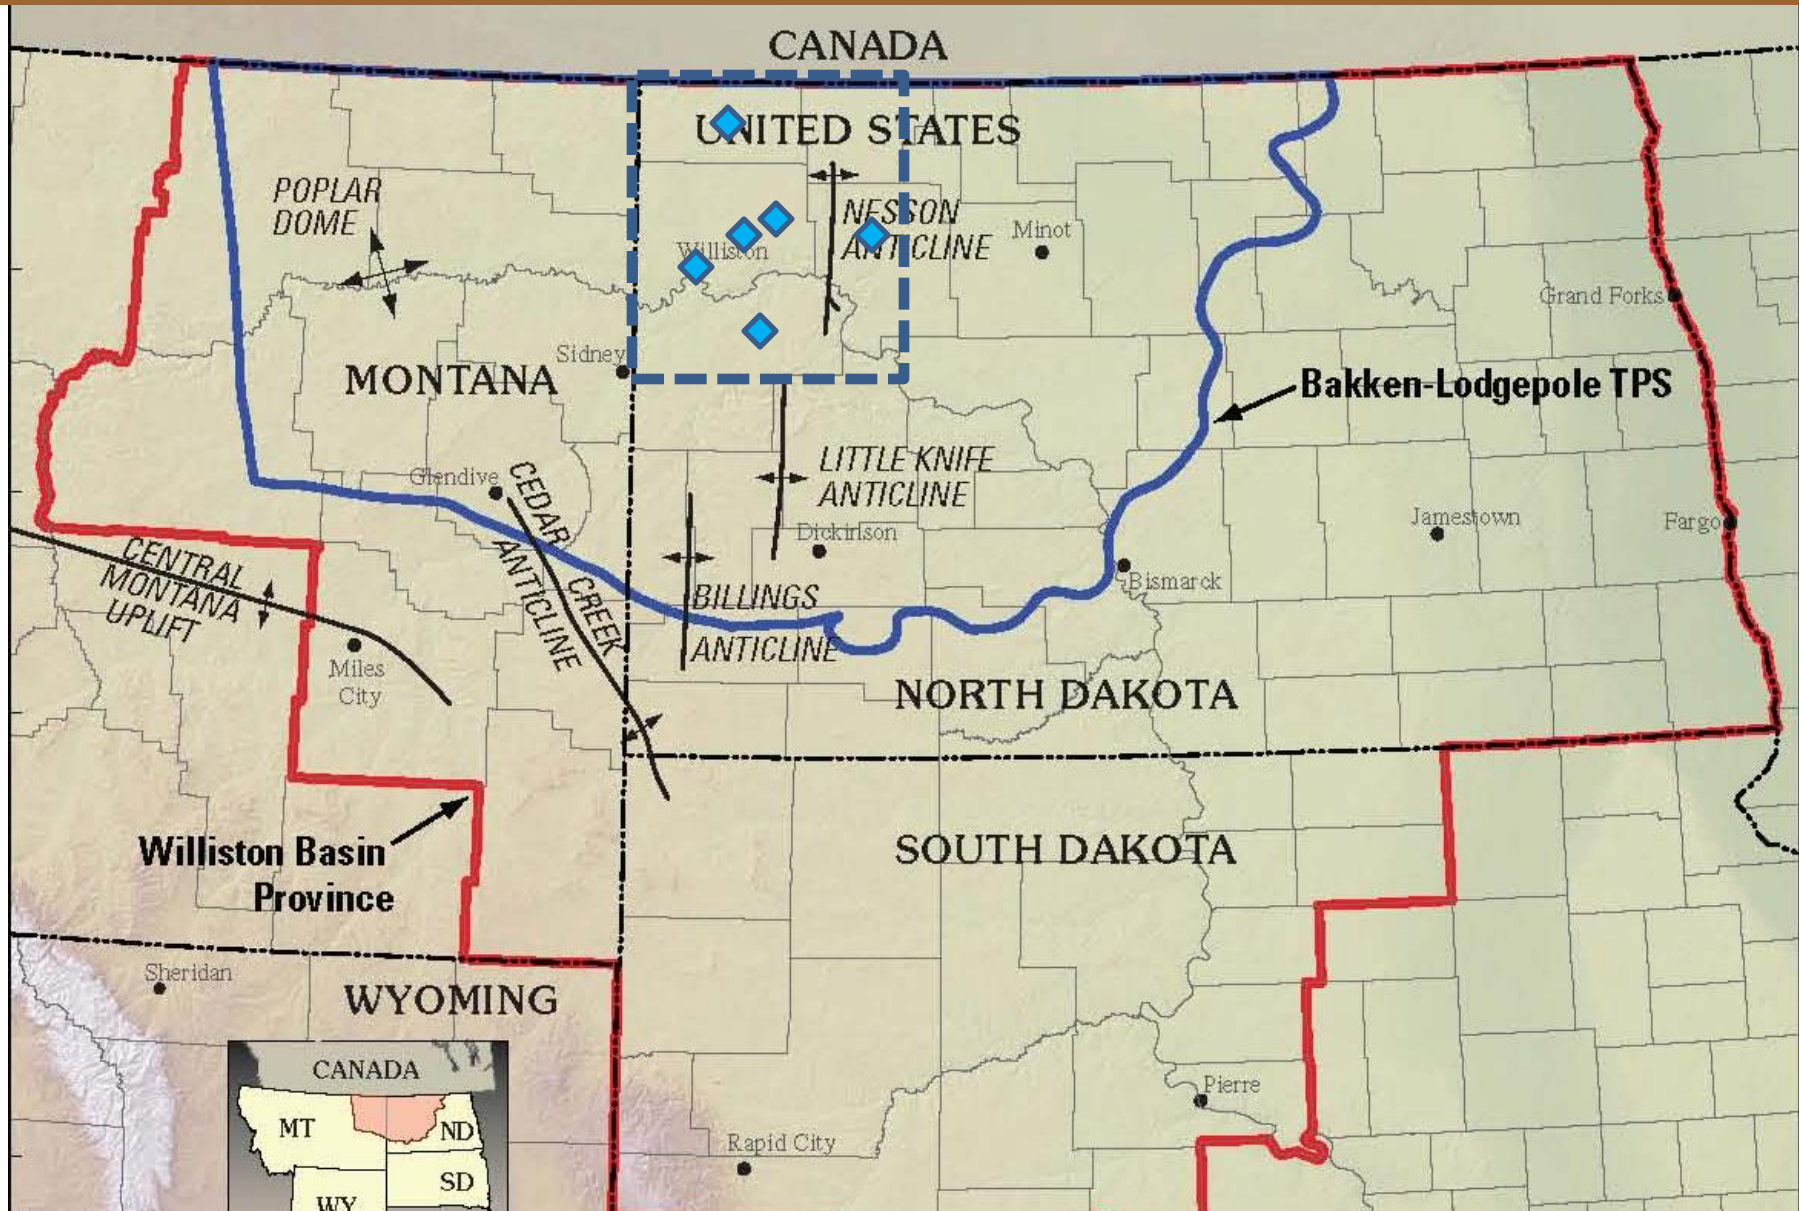 CANADA
UNITED STATES
POPLAR
DOME
NESSON
ANTICLINE
Minot
Williston
Grand Forks
Sidney
MONTANA
Bakken-Lodgepole TPS
LITTLE KNIFE
ANTICLINE
Glendive
CEDAR
CREEK
ANTICLINE
Dickinson
Jamestown
Fargo
CENTRAL
MONTANA
UPLIFT
BILLINGS
ANTICLINE
Bismarck
Miles
City
NORTH DAKOTA
Williston Basin
Province
SOUTH DAKOTA
Sheridan
WYOMING
CANADA
MT
ND
SD
WY
Pierre
Rapid City